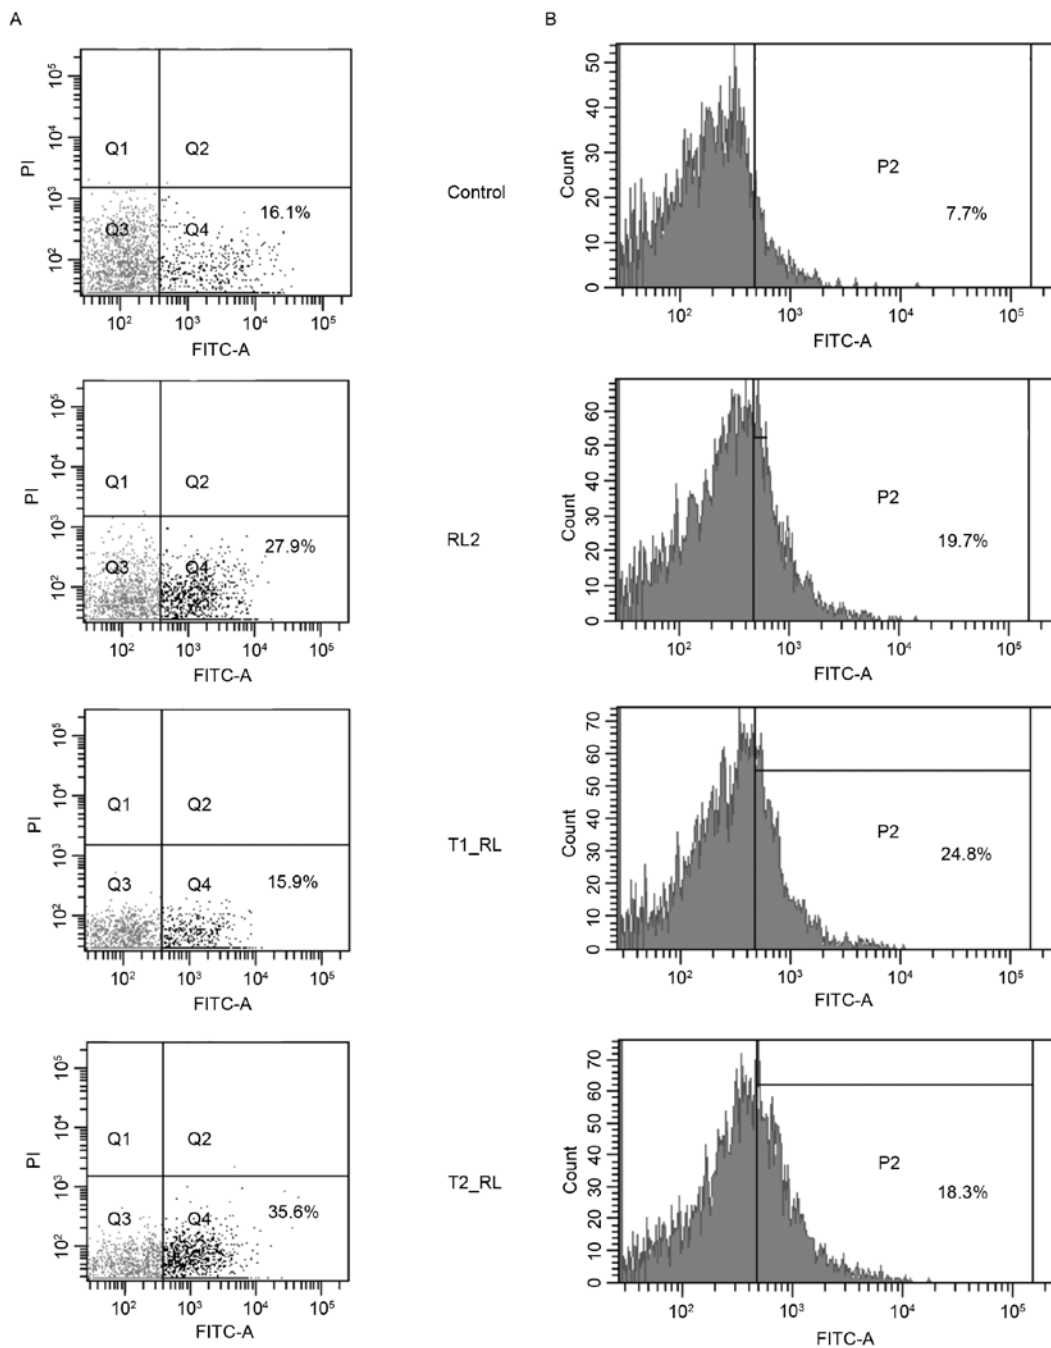 A
B
10⁵
10⁴
10³
10²
PI
Q1
Q2
Q3
Q4
16.1%
10²
10³
10⁴
10⁵
FITC-A
Control
50
40
30
20
10
0
Count
P2
7.7%
10²
10³
10⁴
10⁵
FITC-A
10⁵
10⁴
10³
10²
PI
Q1
Q2
Q3
Q4
27.9%
10²
10³
10⁴
10⁵
FITC-A
RL2
60
50
40
30
20
10
0
Count
P2
19.7%
10²
10³
10⁴
10⁵
FITC-A
10⁵
10⁴
10³
10²
PI
Q1
Q2
Q3
Q4
15.9%
10²
10³
10⁴
10⁵
FITC-A
T1_RL
70
60
50
40
30
20
10
0
Count
P2
24.8%
10²
10³
10⁴
10⁵
FITC-A
10⁵
10⁴
10³
10²
PI
Q1
Q2
Q3
Q4
35.6%
10²
10³
10⁴
10⁵
FITC-A
T2_RL
70
60
50
40
30
20
10
0
Count
P2
18.3%
10²
10³
10⁴
10⁵
FITC-A